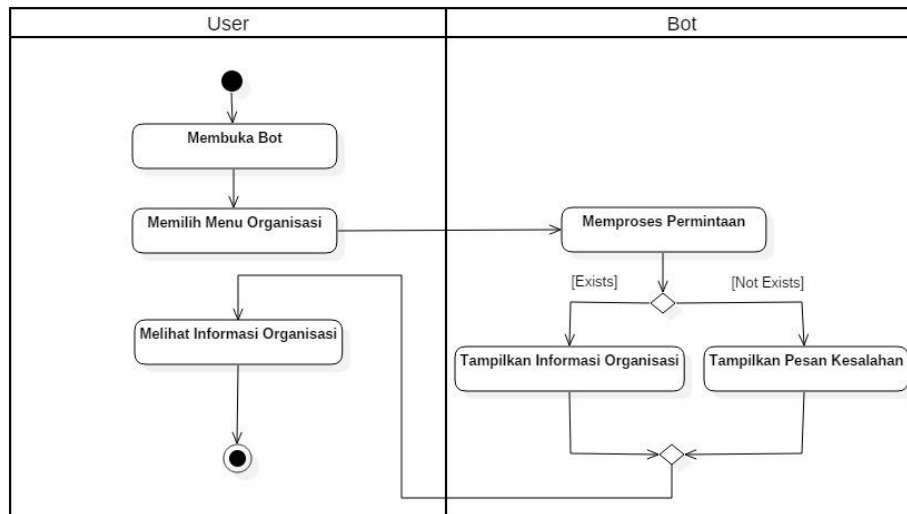 User
Bot
Membuka Bot
Memilih Menu Organisasi
Memproses Permintaan
[Exists]
[Not Exists]
Melihat Informasi Organisasi
Tampilkan Informasi Organisasi
Tampilkan Pesan Kesalahan